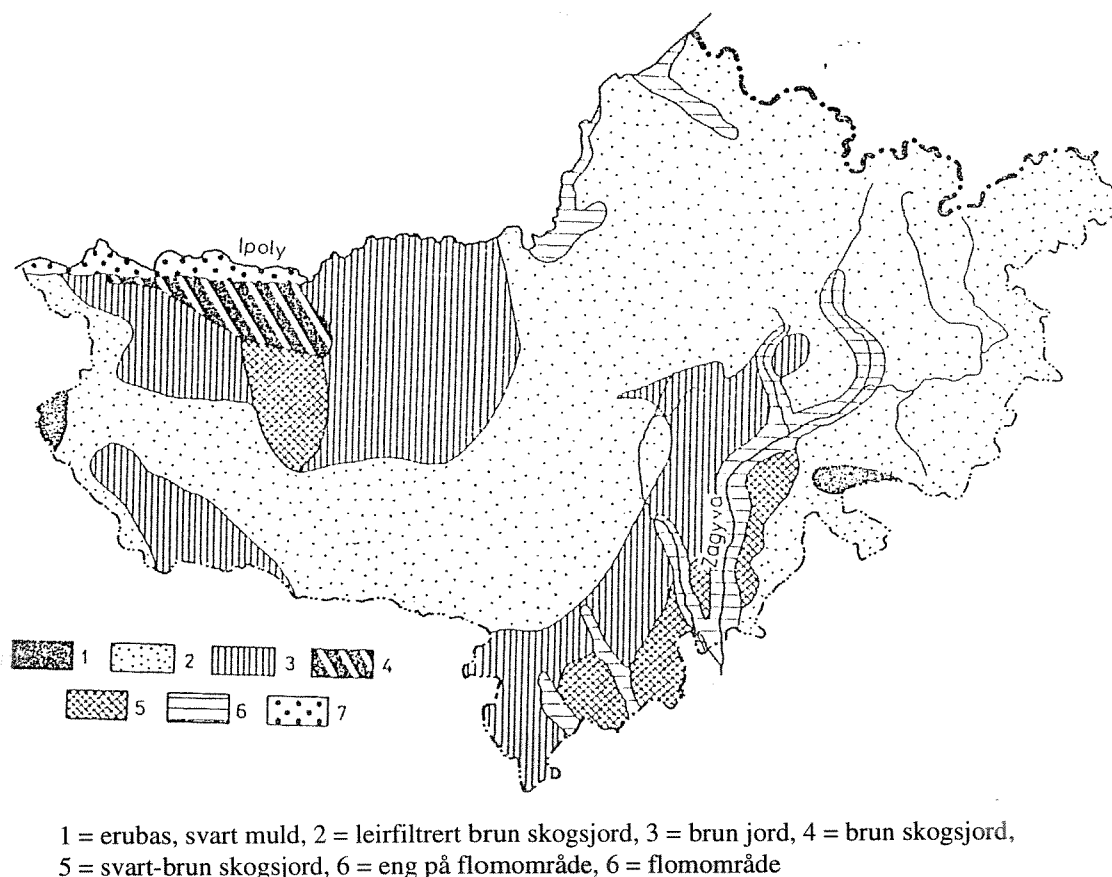 Ipoly
Zagyva
D
1 2 3 4
5 6 7
1 = erubas, svart muld, 2 = leirfiltrert brun skogsjord, 3 = brun jord, 4 = brun skogsjord,
5 = svart-brun skogsjord, 6 = eng på flomområde, 6 = flomområde